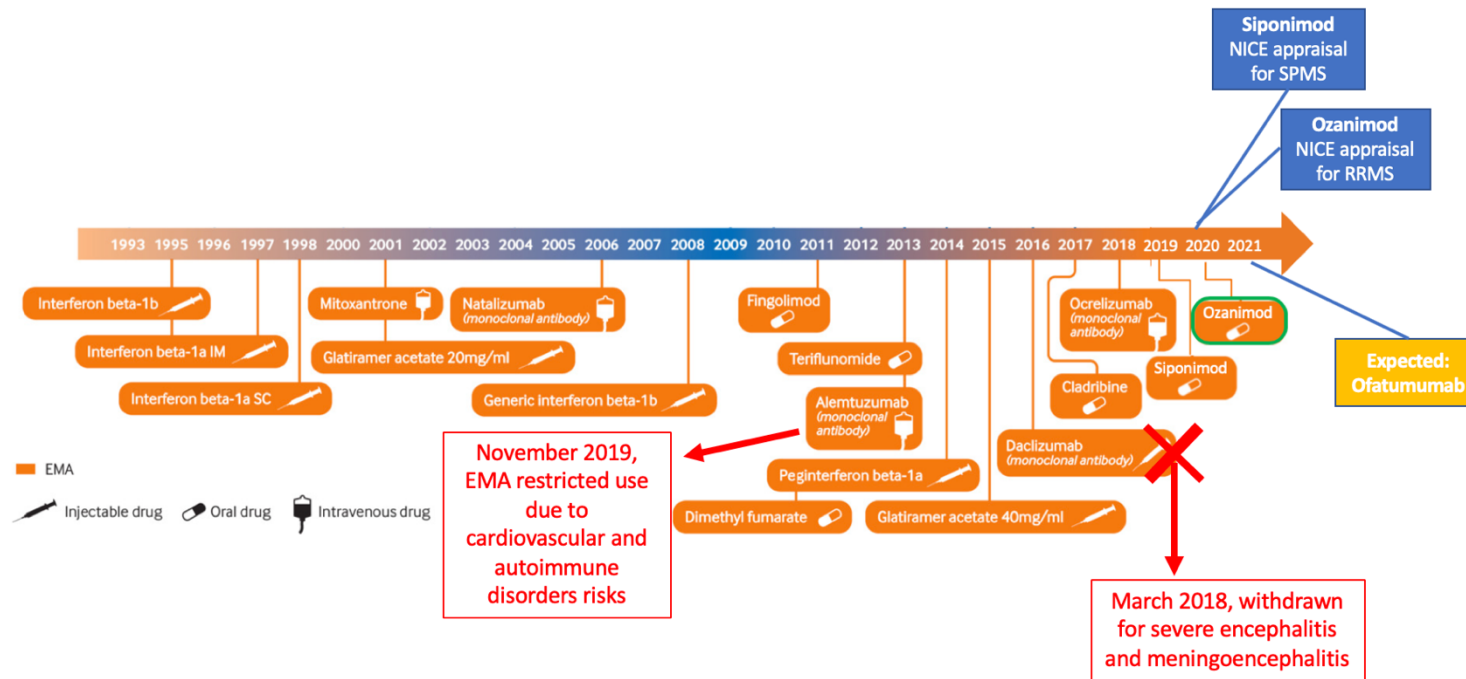 Siponimod
NICE appraisal
for SPMS
Ozanimod
NICE appraisal
for RRMS
1993 1995 1996 1997 1998 2000 2001 2002 2003 2004 2005 2006 2007 2008 2009 2010 2011 2012 2013 2014 2015 2016 2017 2018 2019 2020 2021
Interferon beta-1b
Mitoxantrone
Natalizumab
(monoclonal antibody)
Fingolimod
Ocrelizumab
(monoclonal
antibody)
Ozanimod
Interferon beta-1a IM
Glatiramer acetate 20mg/ml
Teriflunomide
Cladribine
Siponimod
Expected:
Ofatumumab
Interferon beta-1a SC
Generic interferon beta-1b
Alemtuzumab
(monoclonal
antibody)
Daclizumab
(monoclonal antibody)
November 2019,
EMA restricted use
due to
cardiovascular and
autoimmune
disorders risks
Peginterferon beta-1a
Dimethyl fumarate
Glatiramer acetate 40mg/ml
EMA
Injectable drug
Oral drug
Intravenous drug
March 2018, withdrawn
for severe encephalitis
and meningoencephalitis